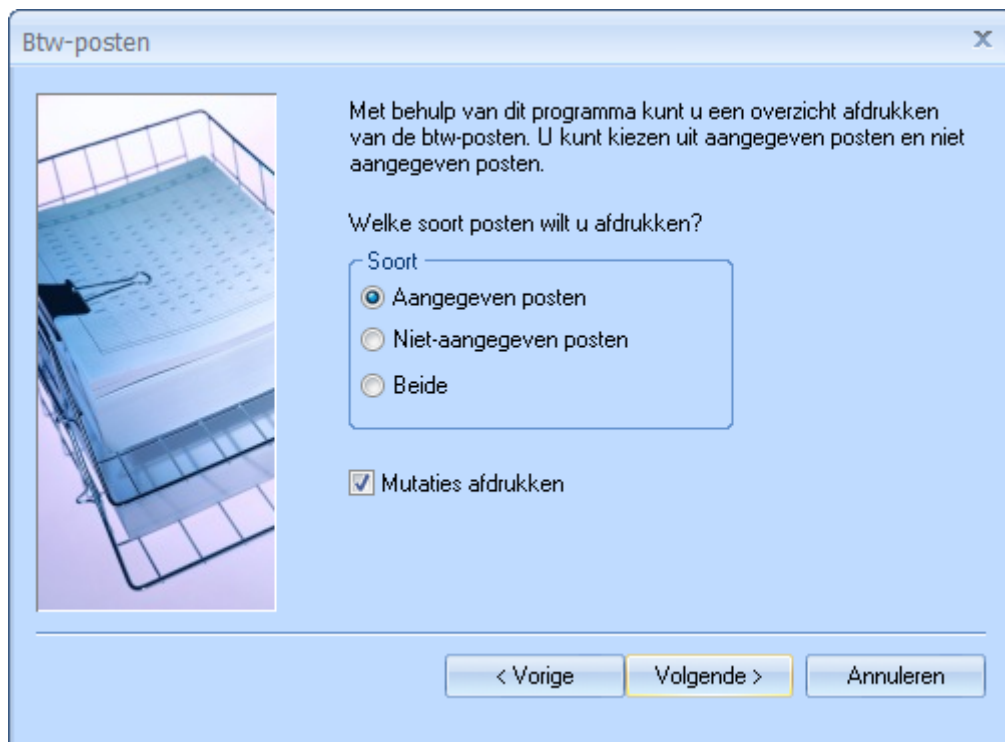 Btw-posten
Met behulp van dit programma kunt u een overzicht afdrukken
van de btw-posten. U kunt kiezen uit aangegeven posten en niet
aangegeven posten.
Welke soort posten wilt u afdrukken?
Soort
Aangegeven posten
Niet-aangegeven posten
Beide
Mutaties afdrukken
< Vorige
Volgende >
Annuleren